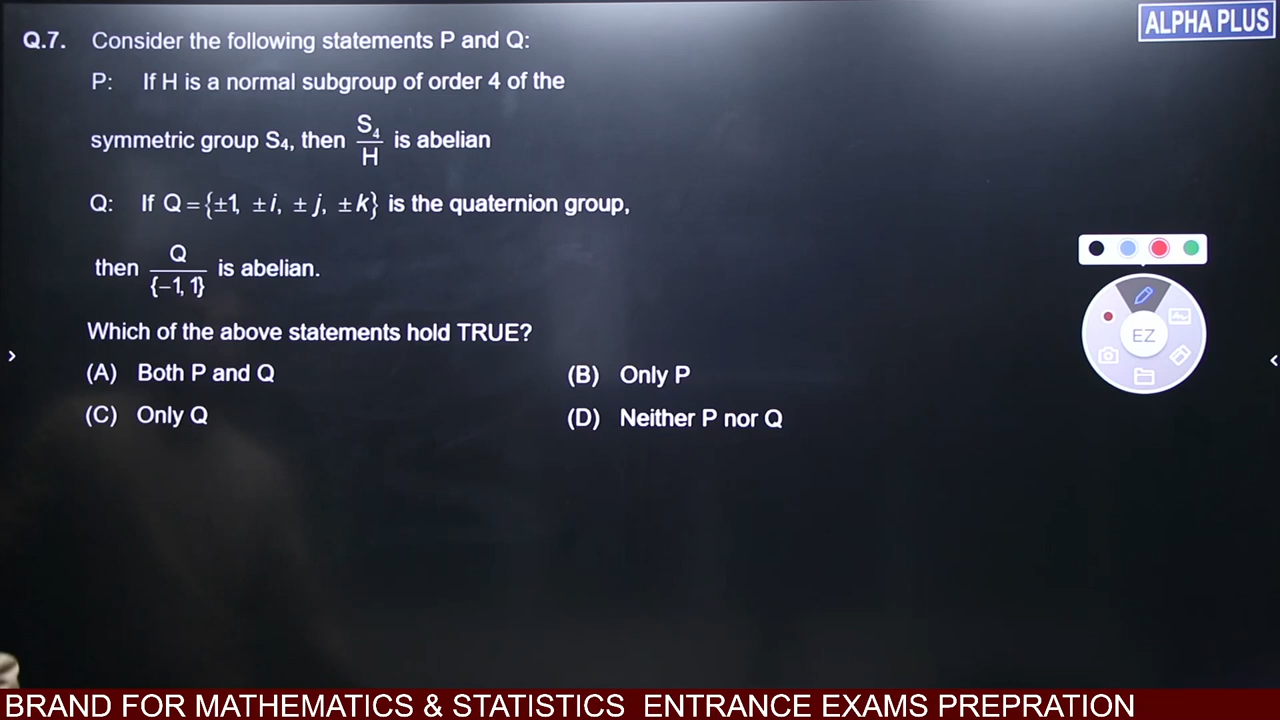 ALPHA PLUS
Q.7. Consider the following statements P and Q:
P: If H is a normal subgroup of order 4 of the
symmetric group S₄, then S₄/H is abelian
Q: If Q = {±1, ±i, ±j, ±k} is the quaternion group,
then Q/{−1, 1} is abelian.
Which of the above statements hold TRUE?
(A) Both P and Q (B) Only P
(C) Only Q (D) Neither P nor Q
EZ
BRAND FOR MATHEMATICS & STATISTICS ENTRANCE EXAMS PREPRATION